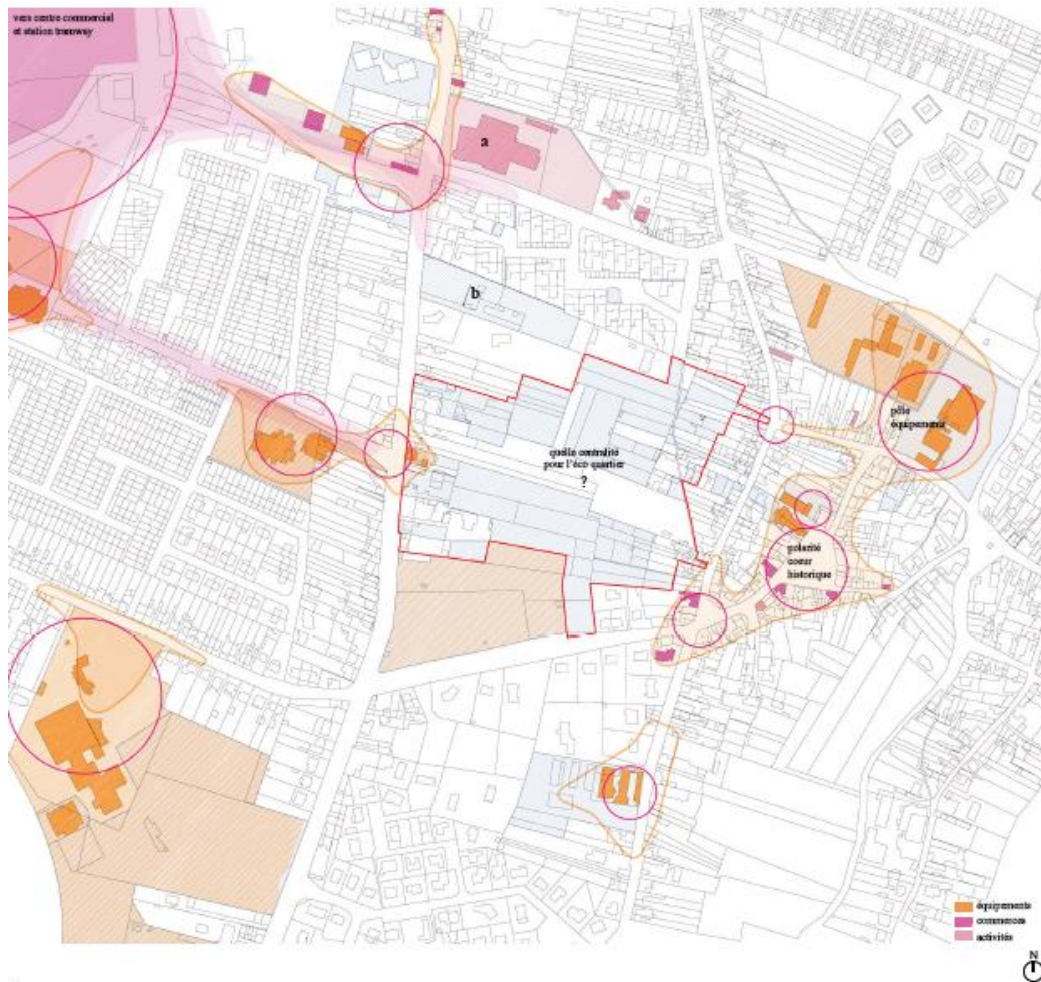 vers centre commercial
et station tramway
a
b
quelle centralité
pour l'éco quartier
?
pôle
équipements
polarité
coeur
historique
équipements
commerces
activités
N